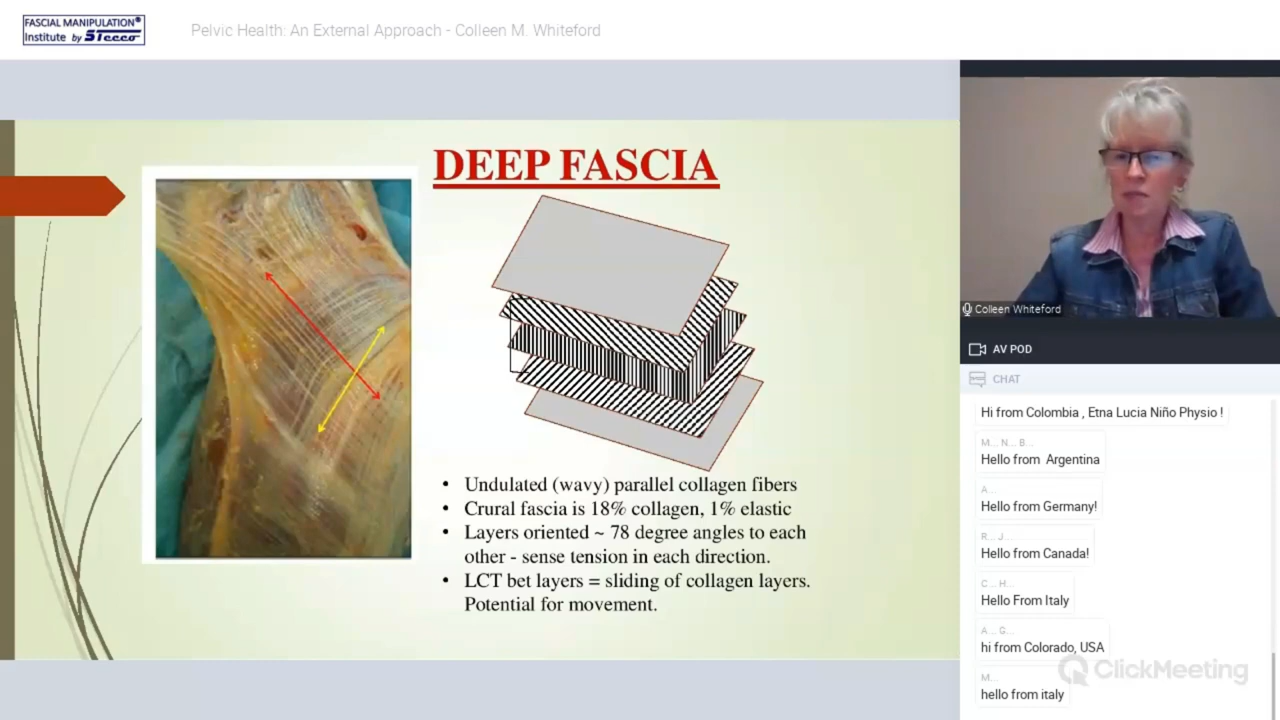 FASCIAL MANIPULATION®
Institute by STECCO
Pelvic Health: An External Approach - Colleen M. Whiteford
DEEP FASCIA
• Undulated (wavy) parallel collagen fibers
• Crural fascia is 18% collagen, 1% elastic
• Layers oriented ~ 78 degree angles to each
other - sense tension in each direction.
• LCT bet layers = sliding of collagen layers.
Potential for movement.
Colleen Whiteford
AV POD
CHAT
Hi from Colombia , Etna Lucia Niño Physio !
M... N... B...
Hello from Argentina
A...
Hello from Germany!
R... J...
Hello from Canada!
C... H...
Hello From Italy
A... G...
hi from Colorado, USA
M...
hello from italy
ClickMeeting